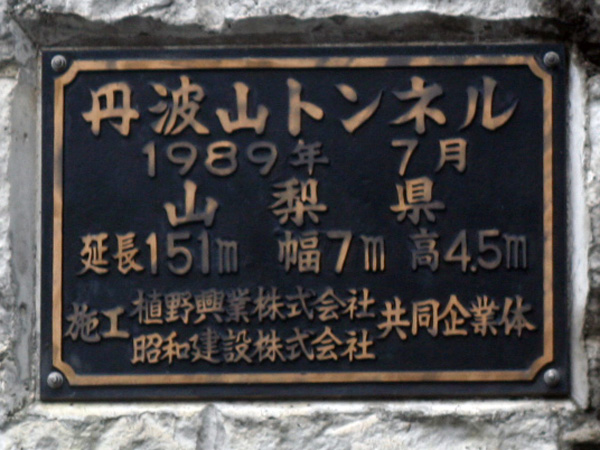 丹波山トンネル
1989年 7月
山梨県
延長151m 幅7m 高4.5m
施工 植野興業株式会社 共同企業体
昭和建設株式会社